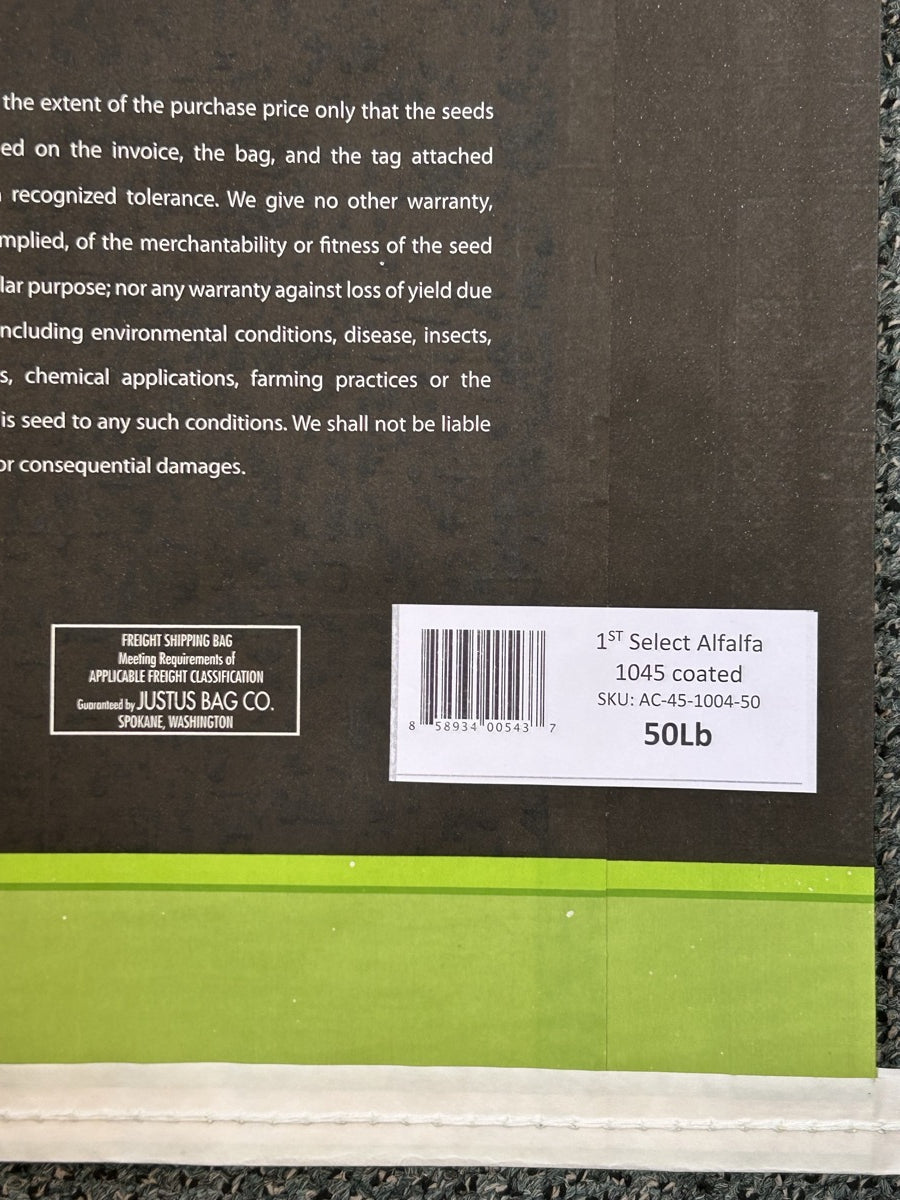 the extent of the purchase price only that the seeds
ed on the invoice, the bag, and the tag attached
recognized tolerance. We give no other warranty,
mplied, of the merchantability or fitness of the seed
lar purpose; nor any warranty against loss of yield due
ncluding environmental conditions, disease, insects,
s, chemical applications, farming practices or the
is seed to any such conditions. We shall not be liable
or consequential damages.
FREIGHT SHIPPING BAG
Meeting Requirements of
APPLICABLE FREIGHT CLASSIFICATION
Guaranteed by JUSTUS BAG CO.
SPOKANE, WASHINGTON
8 58934 00543 7
1ST Select Alfalfa
1045 coated
SKU: AC-45-1004-50
50Lb